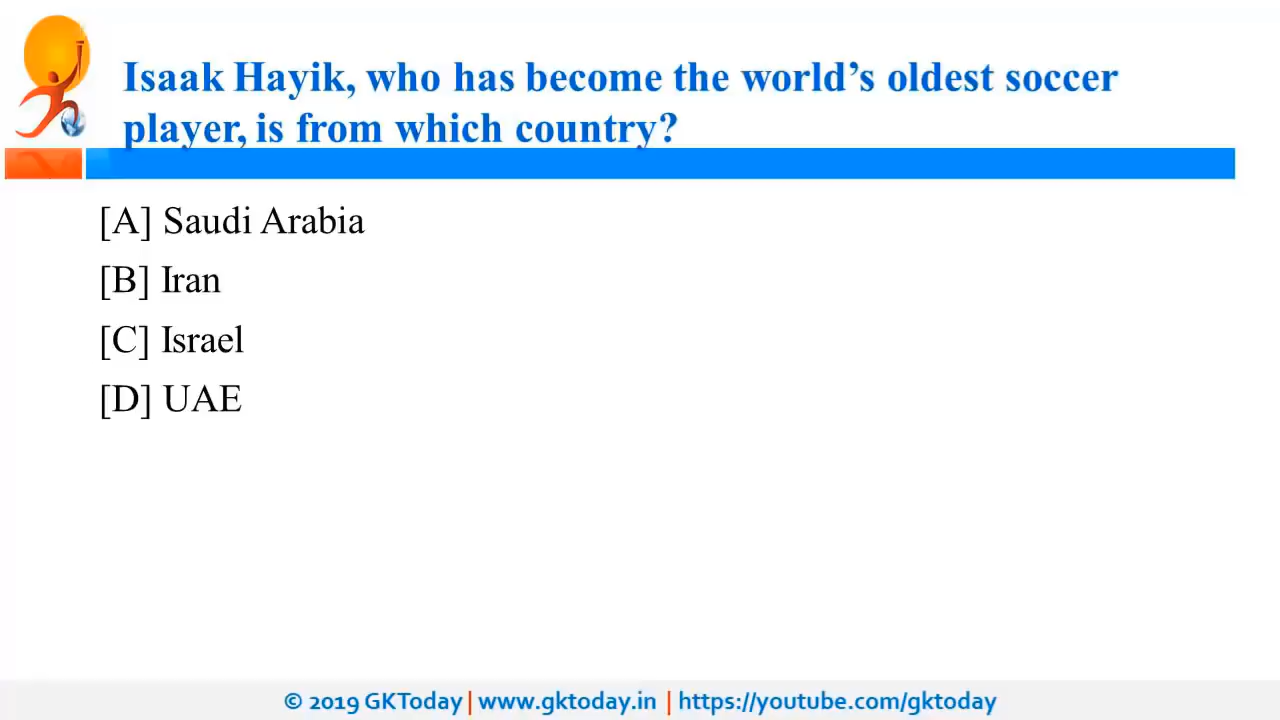 Isaak Hayik, who has become the world’s oldest soccer
player, is from which country?
[A] Saudi Arabia
[B] Iran
[C] Israel
[D] UAE
© 2019 GKToday | www.gktoday.in | https://youtube.com/gktoday